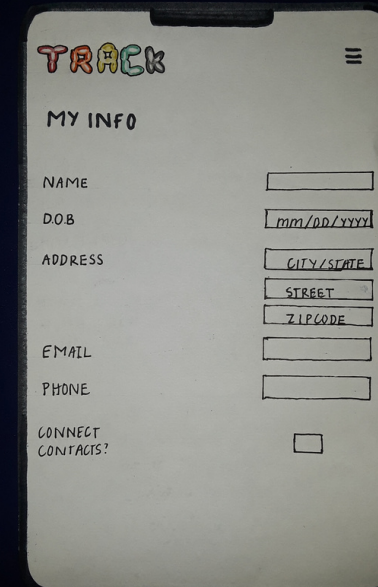 TRACK
MY INFO
NAME
D.O.B mm/DD/YYYY
ADDRESS CITY/STATE
STREET
ZIPCODE
EMAIL
PHONE
CONNECT
CONTACTS?